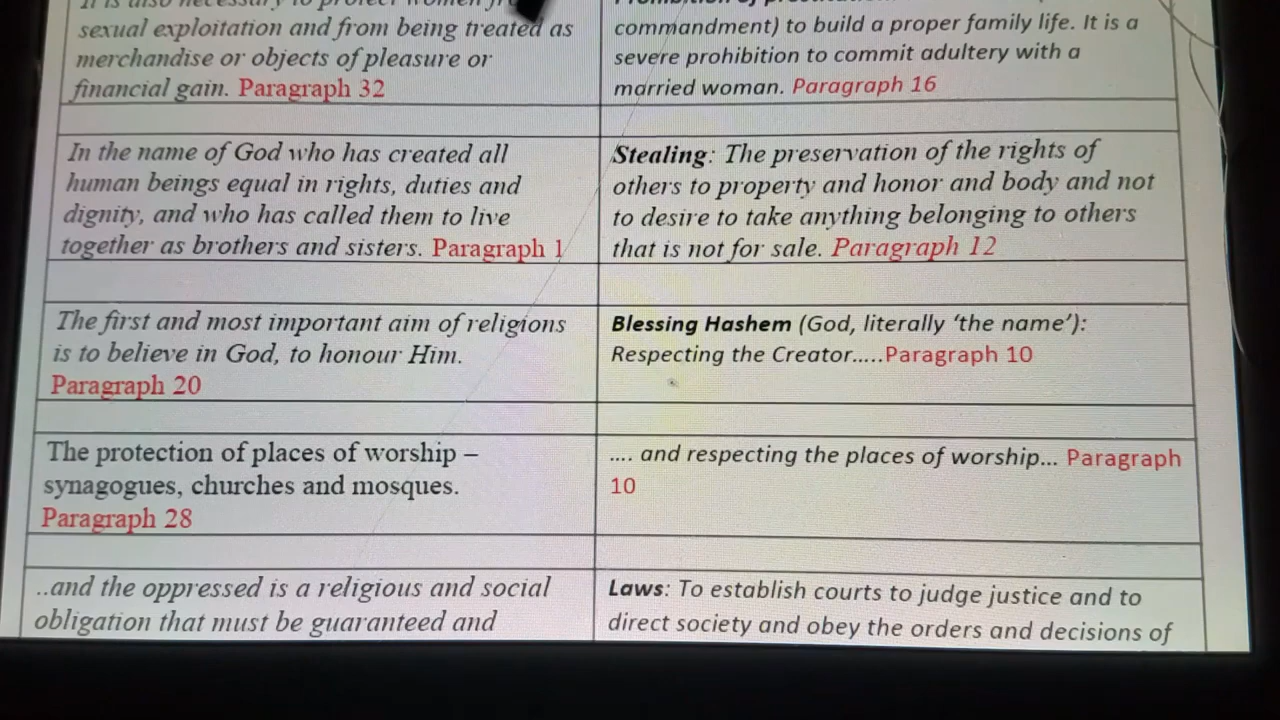 It is also necessary to protect women
sexual exploitation and from being treated as
merchandise or objects of pleasure or
financial gain. Paragraph 32
commandment) to build a proper family life. It is a
severe prohibition to commit adultery with a
married woman. Paragraph 16
In the name of God who has created all
human beings equal in rights, duties and
dignity, and who has called them to live
together as brothers and sisters. Paragraph 1
Stealing: The preservation of the rights of
others to property and honor and body and not
to desire to take anything belonging to others
that is not for sale. Paragraph 12
The first and most important aim of religions
is to believe in God, to honour Him.
Paragraph 20
Blessing Hashem (God, literally ‘the name’):
Respecting the Creator.....Paragraph 10
The protection of places of worship –
synagogues, churches and mosques.
Paragraph 28
.... and respecting the places of worship... Paragraph
10
..and the oppressed is a religious and social
obligation that must be guaranteed and
Laws: To establish courts to judge justice and to
direct society and obey the orders and decisions of